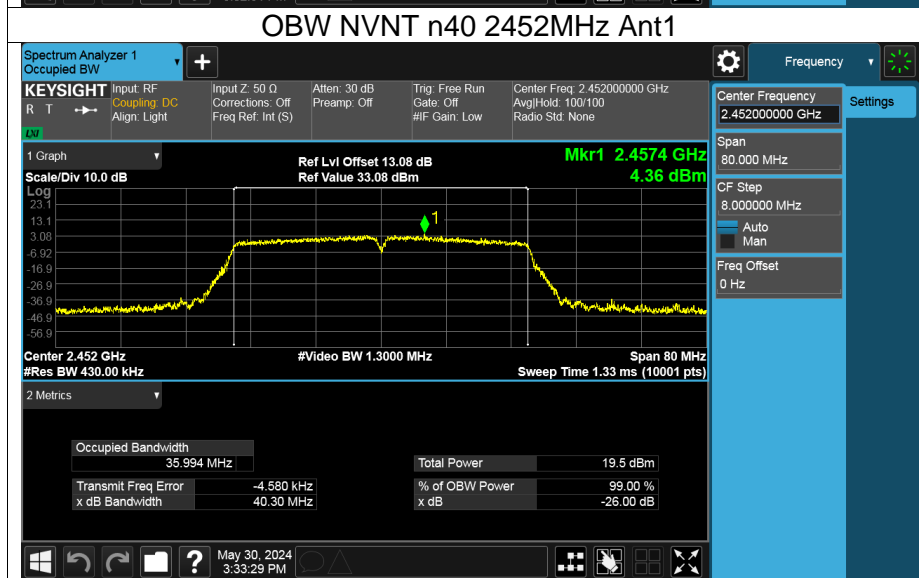 OBW NVNT n40 2452MHz Ant1
Spectrum Analyzer 1
Occupied BW
+
Frequency
KEYSIGHT
R T
LXI
Input: RF
Coupling: DC
Align: Light
Input Z: 50 Ω
Corrections: Off
Freq Ref: Int (S)
Atten: 30 dB
Preamp: Off
Trig: Free Run
Gate: Off
#IF Gain: Low
Center Freq: 2.452000000 GHz
Avg|Hold: 100/100
Radio Std: None
Center Frequency
2.452000000 GHz
Settings
Span
80.000 MHz
CF Step
8.000000 MHz
Auto
Man
Freq Offset
0 Hz
1 Graph
Scale/Div 10.0 dB
Ref Lvl Offset 13.08 dB
Ref Value 33.08 dBm
Mkr1 2.4574 GHz
4.36 dBm
Log
23.1
13.1
3.08
-6.92
-16.9
-26.9
-36.9
-46.9
-56.9
1
Center 2.452 GHz
#Res BW 430.00 kHz
#Video BW 1.3000 MHz
Span 80 MHz
Sweep Time 1.33 ms (10001 pts)
2 Metrics
Occupied Bandwidth
35.994 MHz
Total Power 19.5 dBm
Transmit Freq Error -4.580 kHz
% of OBW Power 99.00 %
x dB Bandwidth 40.30 MHz
x dB -26.00 dB
?
May 30, 2024
3:33:29 PM